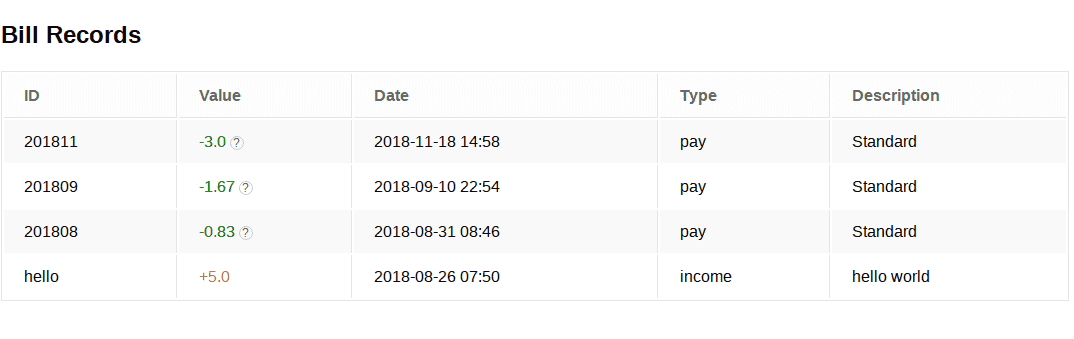 Bill Records
ID Value Date Type Description
201811 -3.0 ? 2018-11-18 14:58 pay Standard
201809 -1.67 ? 2018-09-10 22:54 pay Standard
201808 -0.83 ? 2018-08-31 08:46 pay Standard
hello +5.0 2018-08-26 07:50 income hello world